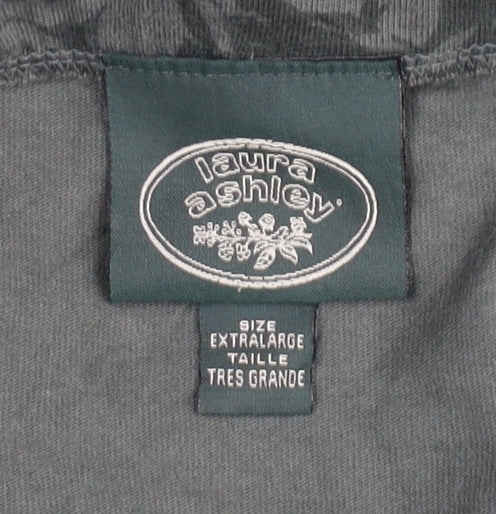 laura
ashley
SIZE
EXTRALARGE
TAILLE
TRES GRANDE